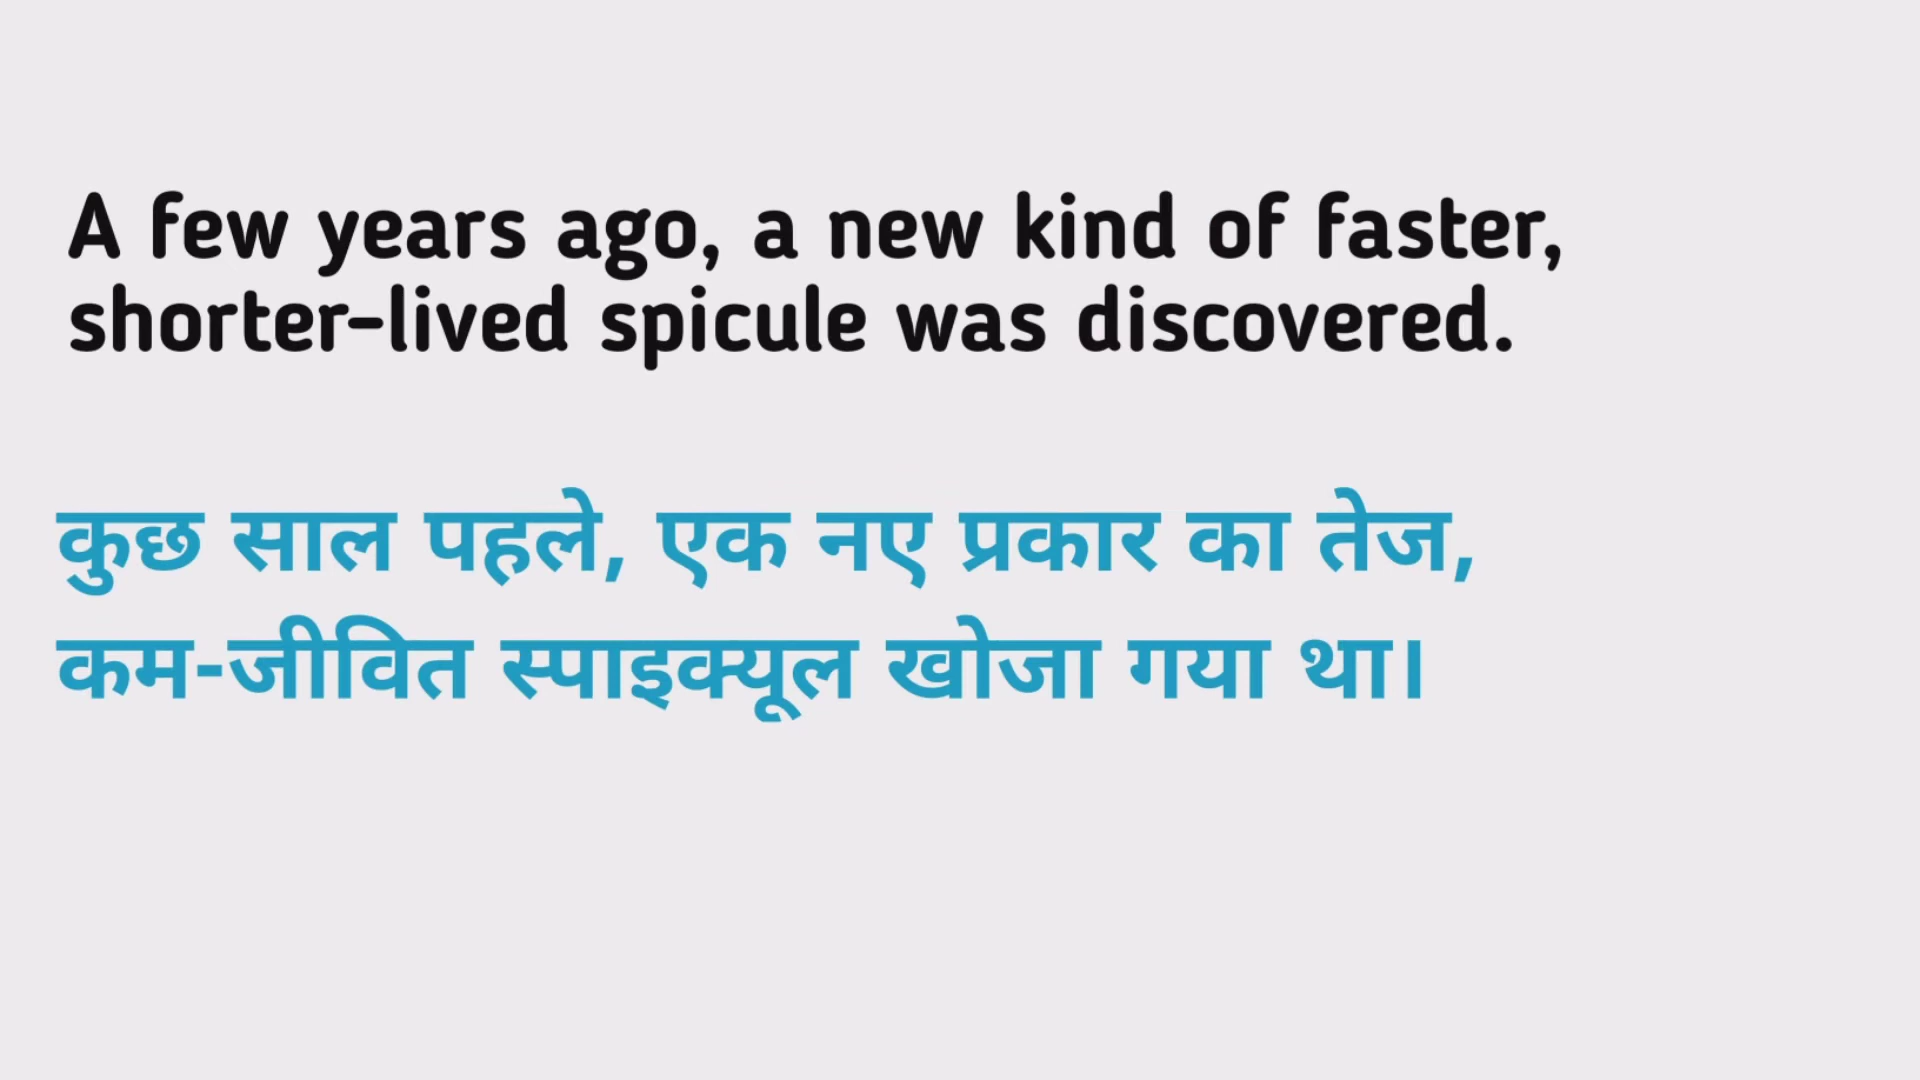 A few years ago, a new kind of faster,
shorter-lived spicule was discovered.
कुछ साल पहले, एक नए प्रकार का तेज,
कम-जीवित स्पाइक्यूल खोजा गया था।